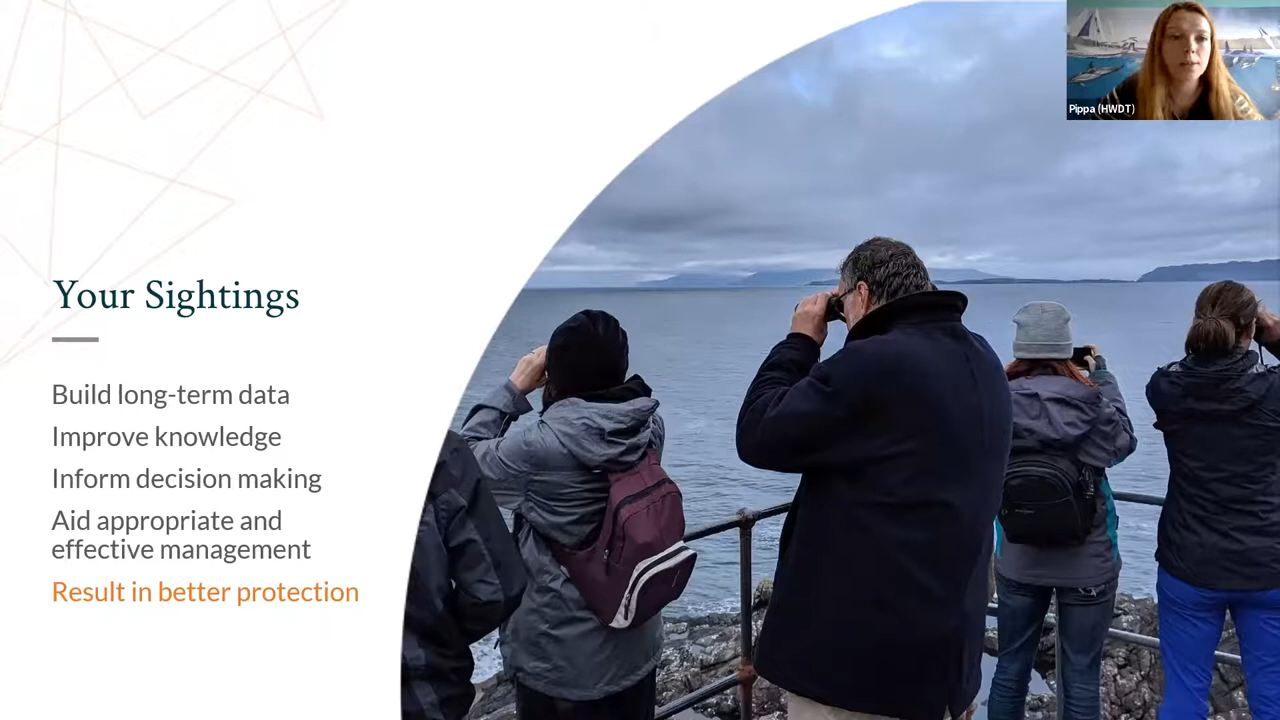 Pippa (HWDT)
Your Sightings
Build long-term data
Improve knowledge
Inform decision making
Aid appropriate and
effective management
Result in better protection